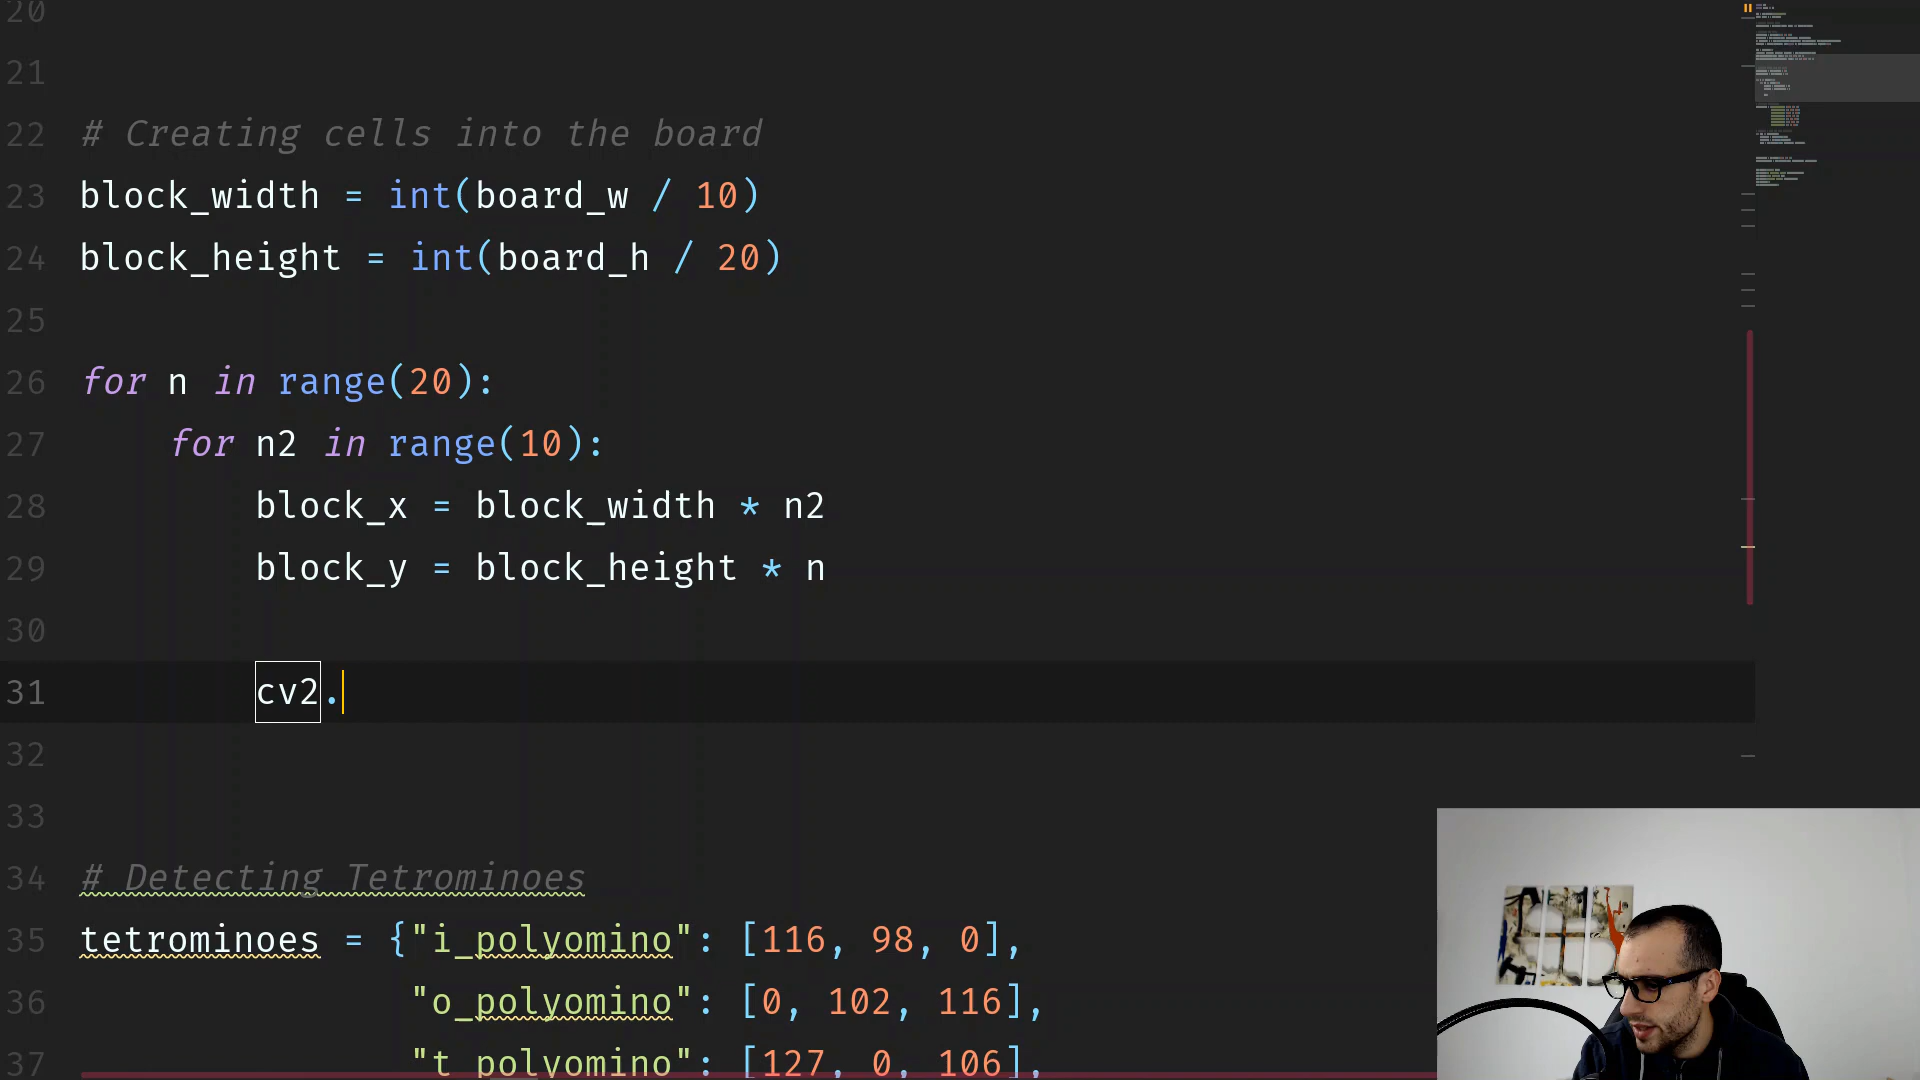 20
21
22 # Creating cells into the board
23 block_width = int(board_w / 10)
24 block_height = int(board_h / 20)
25
26 for n in range(20):
27     for n2 in range(10):
28         block_x = block_width * n2
29         block_y = block_height * n
30
31         cv2.
32
33
34 # Detecting Tetrominoes
35 tetrominoes = {"i_polyomino": [116, 98, 0],
36                "o_polyomino": [0, 102, 116],
37                "t_polyomino": [127, 0, 106],